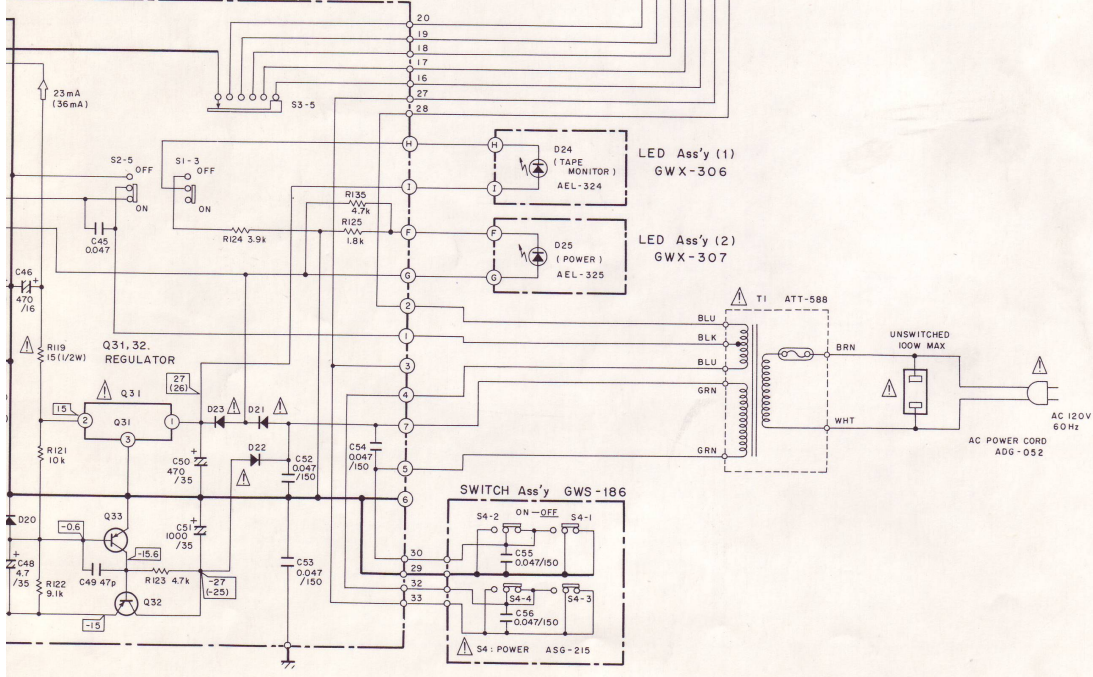 20
19
18
17
16
27
28
23mA
(36mA)
S3-5
S2-5
OFF
ON
S1-3
OFF
ON
C45
0.047
R124 3.9k
R135
4.7k
R125
1.8k
H
I
F
G
2
1
3
4
7
5
6
H
I
D24
(TAPE
MONITOR)
AEL-324
LED Ass'y (1)
GWX-306
F
G
D25
(POWER)
AEL-325
LED Ass'y (2)
GWX-307
C46
+
470
/16
R119
15(1/2W)
Q31,32.
REGULATOR
27
(26)
Q31
15
2
Q31
1
3
D23
D21
D22
R121
10k
C50
+
470
/35
C52
0.047
/150
C54
0.047
/150
BLU
BLK
BLU
GRN
GRN
T1 ATT-588
BRN
WHT
UNSWITCHED
100W MAX
AC 120V
60Hz
AC POWER CORD
ADG-052
D20
-0.6
Q33
+
C51
1000
/35
-15.6
+
C48
4.7
/35
R122
9.1k
C49 47p
R123 4.7k
-27
(-25)
Q32
-15
C53
0.047
/150
30
29
32
33
SWITCH Ass'y GWS-186
S4-2
ON-OFF
S4-1
C55
0.047/150
S4-4
S4-3
C56
0.047/150
S4: POWER ASG-215